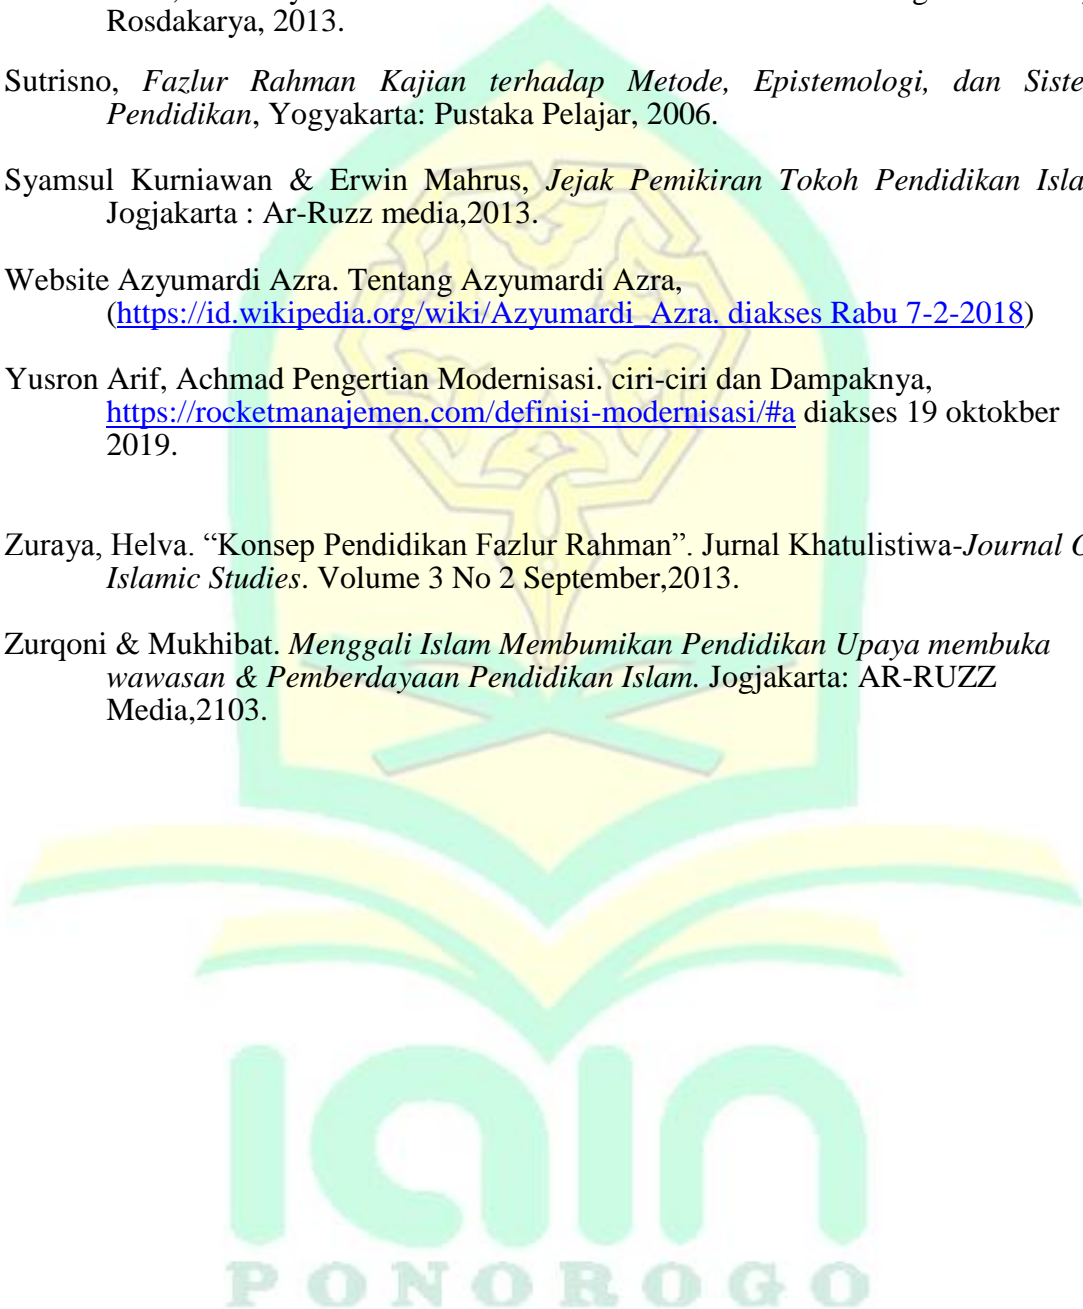 Rosdakarya, 2013.
Sutrisno, Fazlur Rahman Kajian terhadap Metode, Epistemologi, dan Siste
Pendidikan, Yogyakarta: Pustaka Pelajar, 2006.
Syamsul Kurniawan & Erwin Mahrus, Jejak Pemikiran Tokoh Pendidikan Isla
Jogjakarta : Ar-Ruzz media,2013.
Website Azyumardi Azra. Tentang Azyumardi Azra,
(https://id.wikipedia.org/wiki/Azyumardi_Azra. diakses Rabu 7-2-2018)
Yusron Arif, Achmad Pengertian Modernisasi. ciri-ciri dan Dampaknya,
https://rocketmanajemen.com/definisi-modernisasi/#a diakses 19 oktokber
2019.
Zuraya, Helva. “Konsep Pendidikan Fazlur Rahman”. Jurnal Khatulistiwa-Journal O
Islamic Studies. Volume 3 No 2 September,2013.
Zurqoni & Mukhibat. Menggali Islam Membumikan Pendidikan Upaya membuka
wawasan & Pemberdayaan Pendidikan Islam. Jogjakarta: AR-RUZZ
Media,2103.
IAIN
PONOROGO